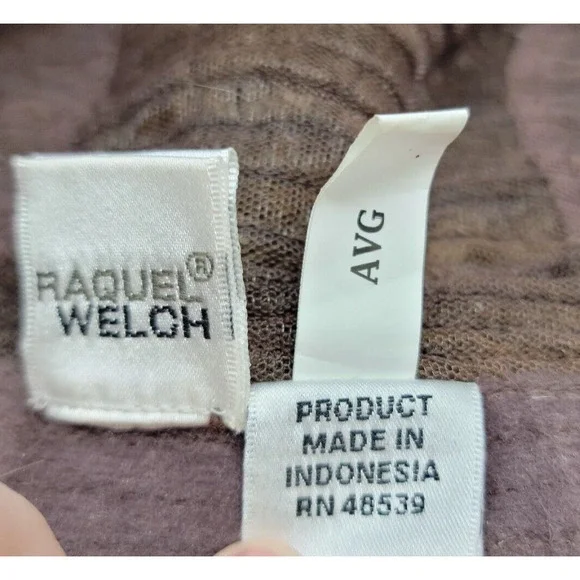 RAQUEL®
WELCH
AVG
PRODUCT
MADE IN
INDONESIA
RN 48539